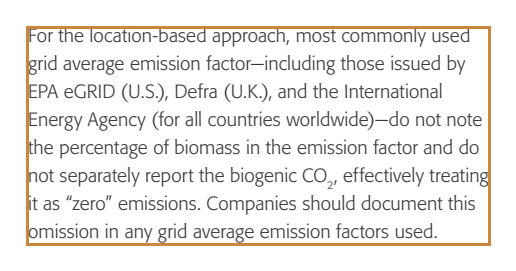 For the location-based approach, most commonly used
grid average emission factor—including those issued by
EPA eGRID (U.S.), Defra (U.K.), and the International
Energy Agency (for all countries worldwide)—do not note
the percentage of biomass in the emission factor and do
not separately report the biogenic CO₂, effectively treating
it as “zero” emissions. Companies should document this
omission in any grid average emission factors used.